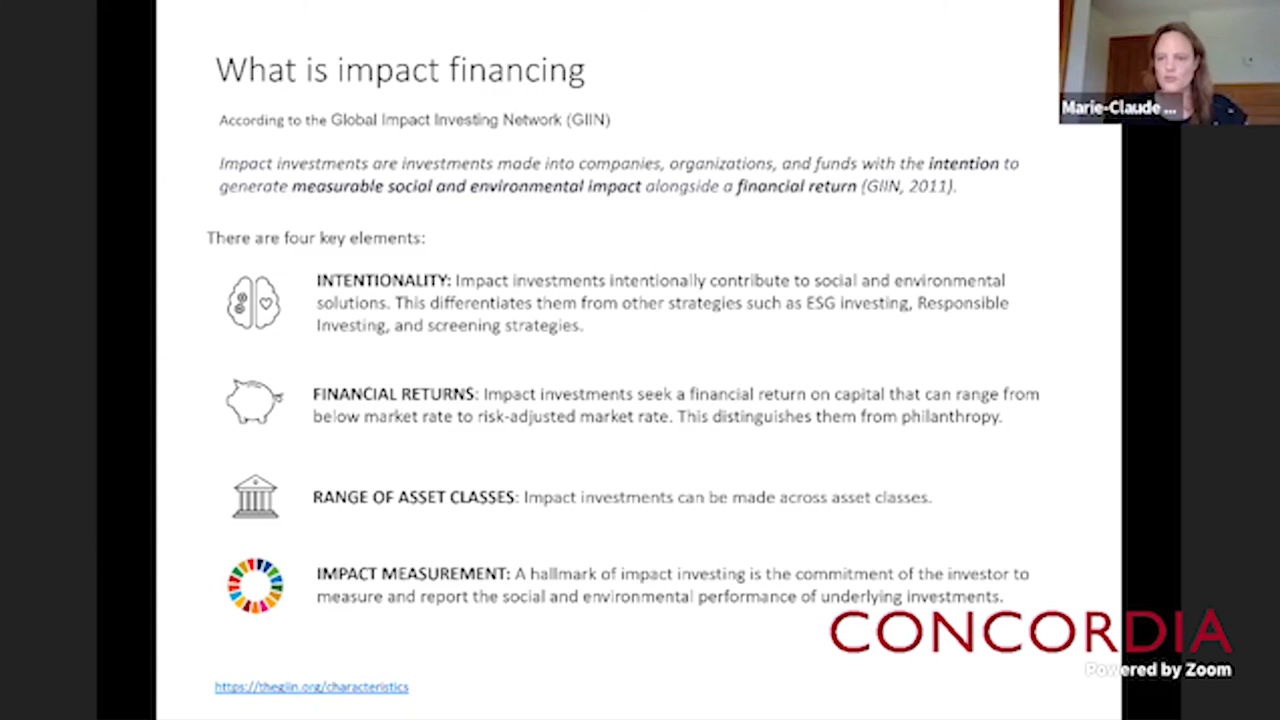 What is impact financing
According to the Global Impact Investing Network (GIIN)
Impact investments are investments made into companies, organizations, and funds with the intention to
generate measurable social and environmental impact alongside a financial return (GIIN, 2011).
There are four key elements:
INTENTIONALITY: Impact investments intentionally contribute to social and environmental
solutions. This differentiates them from other strategies such as ESG investing, Responsible
Investing, and screening strategies.
FINANCIAL RETURNS: Impact investments seek a financial return on capital that can range from
below market rate to risk-adjusted market rate. This distinguishes them from philanthropy.
RANGE OF ASSET CLASSES: Impact investments can be made across asset classes.
IMPACT MEASUREMENT: A hallmark of impact investing is the commitment of the investor to
measure and report the social and environmental performance of underlying investments.
https://thegiin.org/characteristics
Marie-Claude ...
CONCORDIA
Powered by Zoom